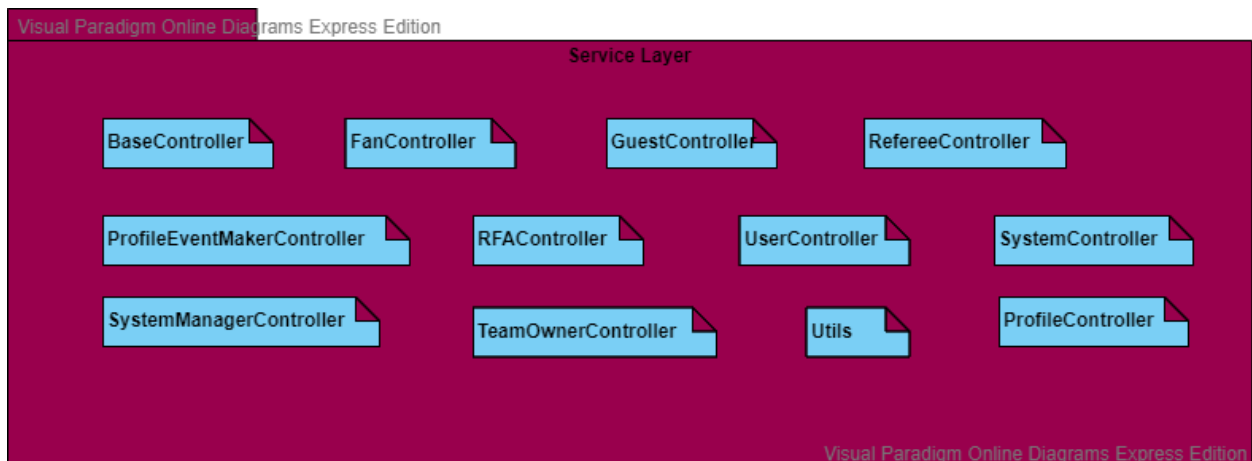 Visual Paradigm Online Diagrams Express Edition
Service Layer
BaseController
FanController
GuestController
RefereeController
ProfileEventMakerController
RFAController
UserController
SystemController
SystemManagerController
TeamOwnerController
Utils
ProfileController
Visual Paradigm Online Diagrams Express Edition